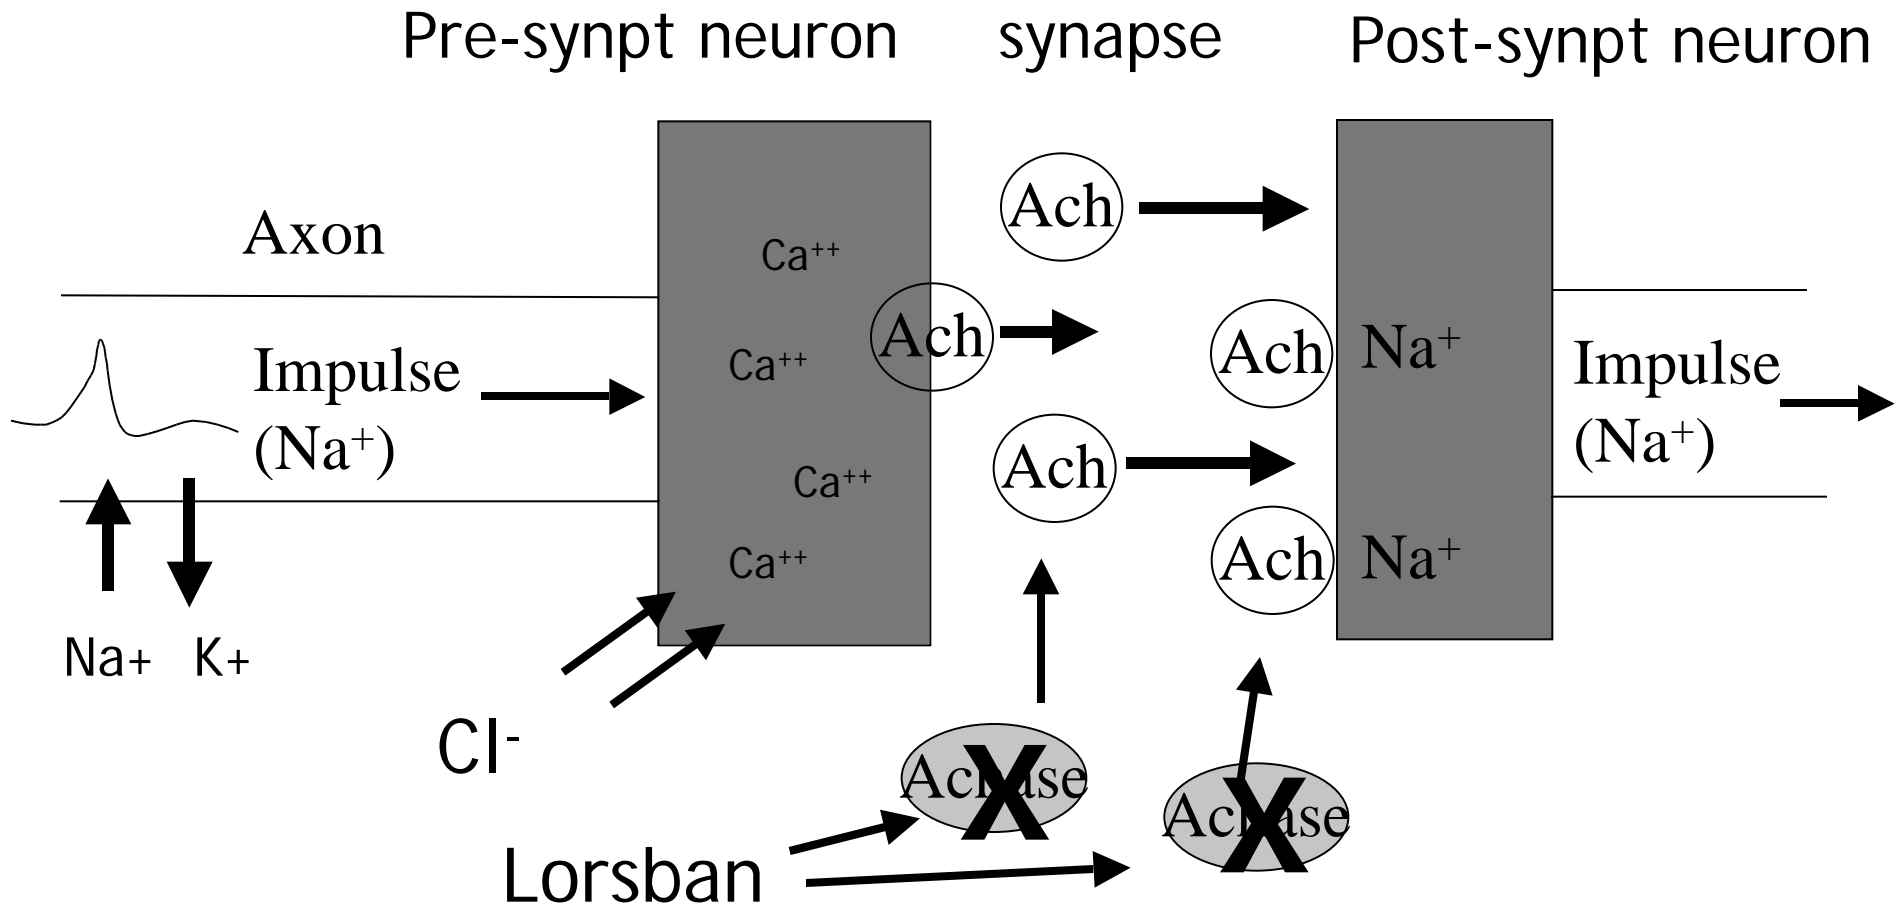 Pre-synpt neuron
synapse
Post-synpt neuron
Axon
Impulse
(Na⁺)
Na+
K+
Ca⁺⁺
Ca⁺⁺
Ca⁺⁺
Ca⁺⁺
Cl⁻
Ach
Ach
Ach
Ach
Ach
Na⁺
Na⁺
Impulse
(Na⁺)
X
X
Lorsban